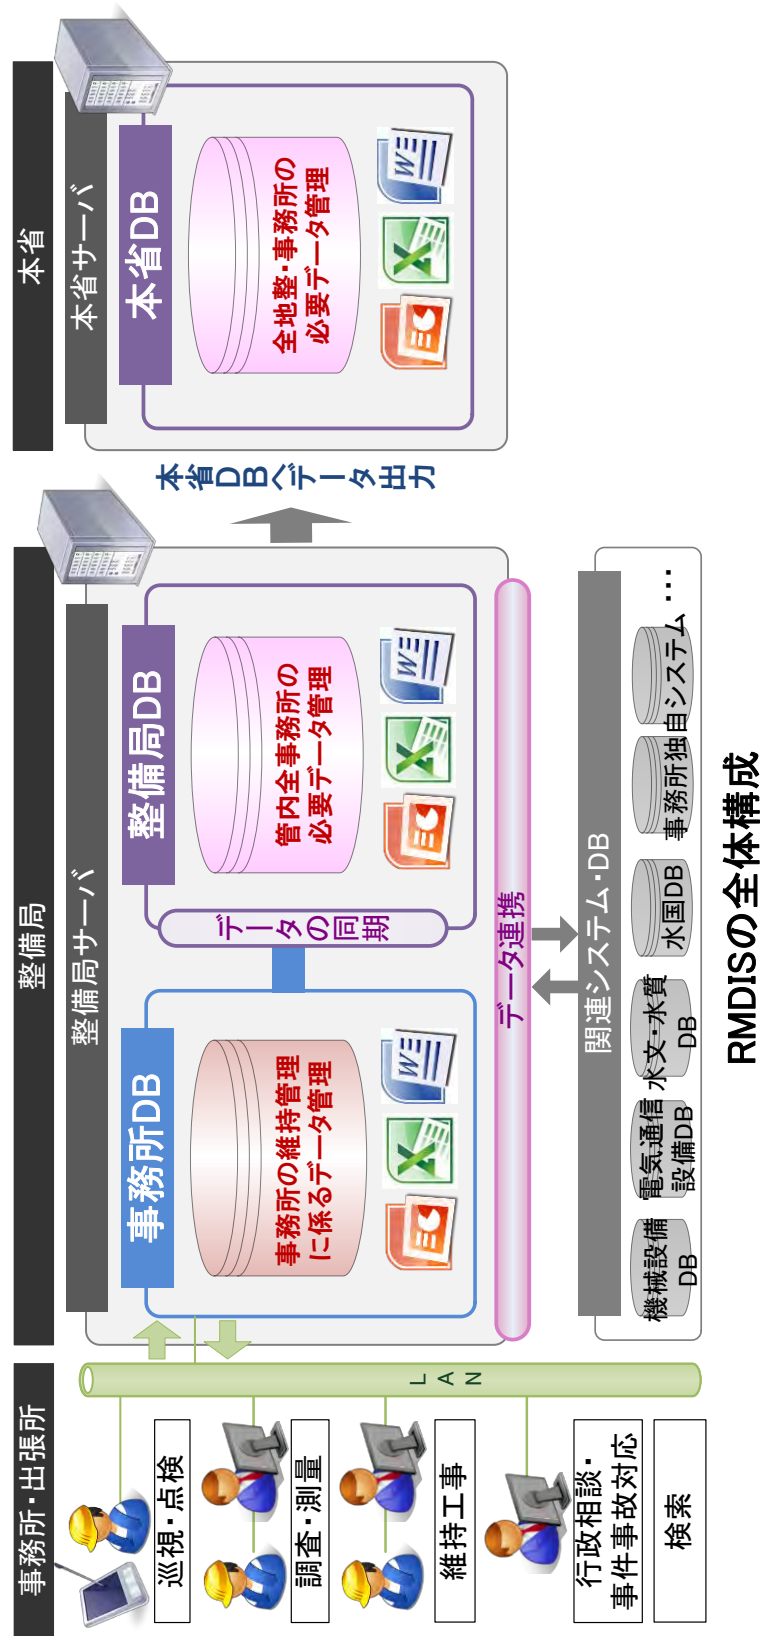 事務所・出張所
巡視・点検
調査・測量
維持工事
行政相談・
事件事故対応
検索
LAN
整備局
整備局サーバ
事務所DB
事務所の維持管理
に係るデータ管理
データの同期
整備局DB
管内全事務所の
必要データ管理
データ連携
関連システム・DB
機械設備
DB
電気通信
設備DB
水文・水質
DB
水国DB
事務所独自システム
・・・
本省DBへデータ出力
本省
本省サーバ
本省DB
全地整・事務所の
必要データ管理
RMDISの全体構成